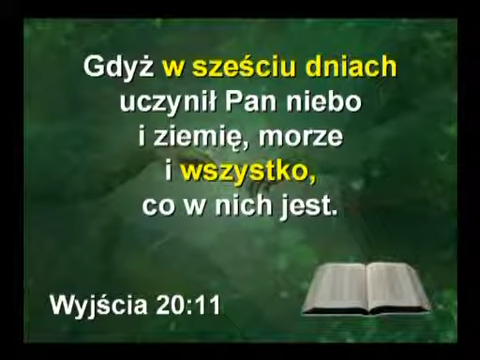 Gdyż w sześciu dniach
uczynił Pan niebo
i ziemię, morze
i wszystko,
co w nich jest.
Wyjścia 20:11